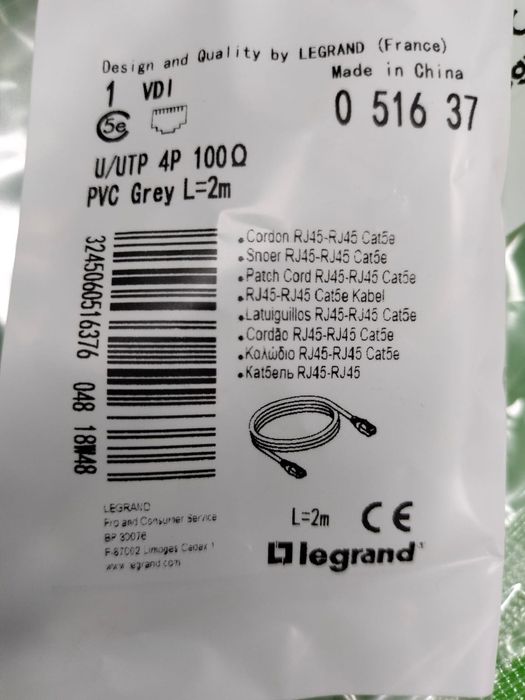 Design and Quality by LEGRAND (France)
Made in China
1 VDI
0 516 37
5e
U/UTP 4P 100Ω
PVC Grey L=2m
3245060516376 048 18W48
.Cordon RJ45-RJ45 Cat5e
.Snoer RJ45-RJ45 Cat5e
.Patch Cord RJ45-RJ45 Cat5e
.RJ45-RJ45 Cat5e Kabel
.Latuiguillos RJ45-RJ45 Cat5e
.Cordão RJ45-RJ45 Cat5e
.Καλώδιο RJ45-RJ45 Cat5e
.Кат5ень RJ45-RJ45
LEGRAND
Pro and Consumer Service
BP 30076
F-87002 Limoges Cedex 1
www.legrand.com
L=2m CE
legrand